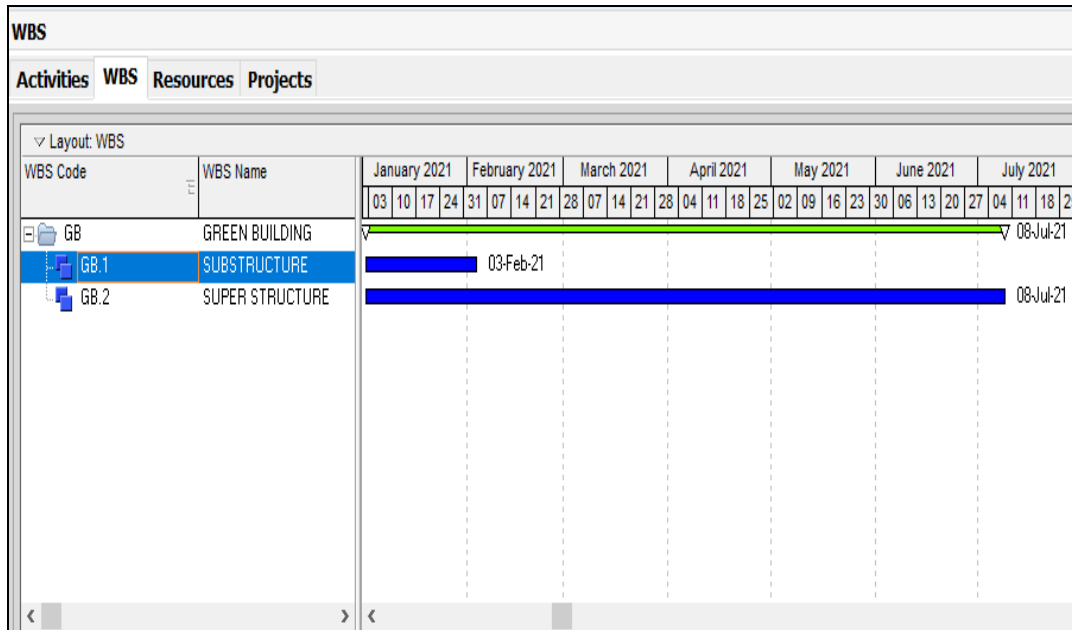 WBS
Activities WBS Resources Projects
Layout: WBS
WBS Code WBS Name January 2021 February 2021 March 2021 April 2021 May 2021 June 2021 July 2021
03 10 17 24 31 07 14 21 28 07 14 21 28 04 11 18 25 02 09 16 23 30 06 13 20 27 04 11 18
GB GREEN BUILDING 08-Jul-21
GB.1 SUBSTRUCTURE 03-Feb-21
GB.2 SUPER STRUCTURE 08-Jul-21